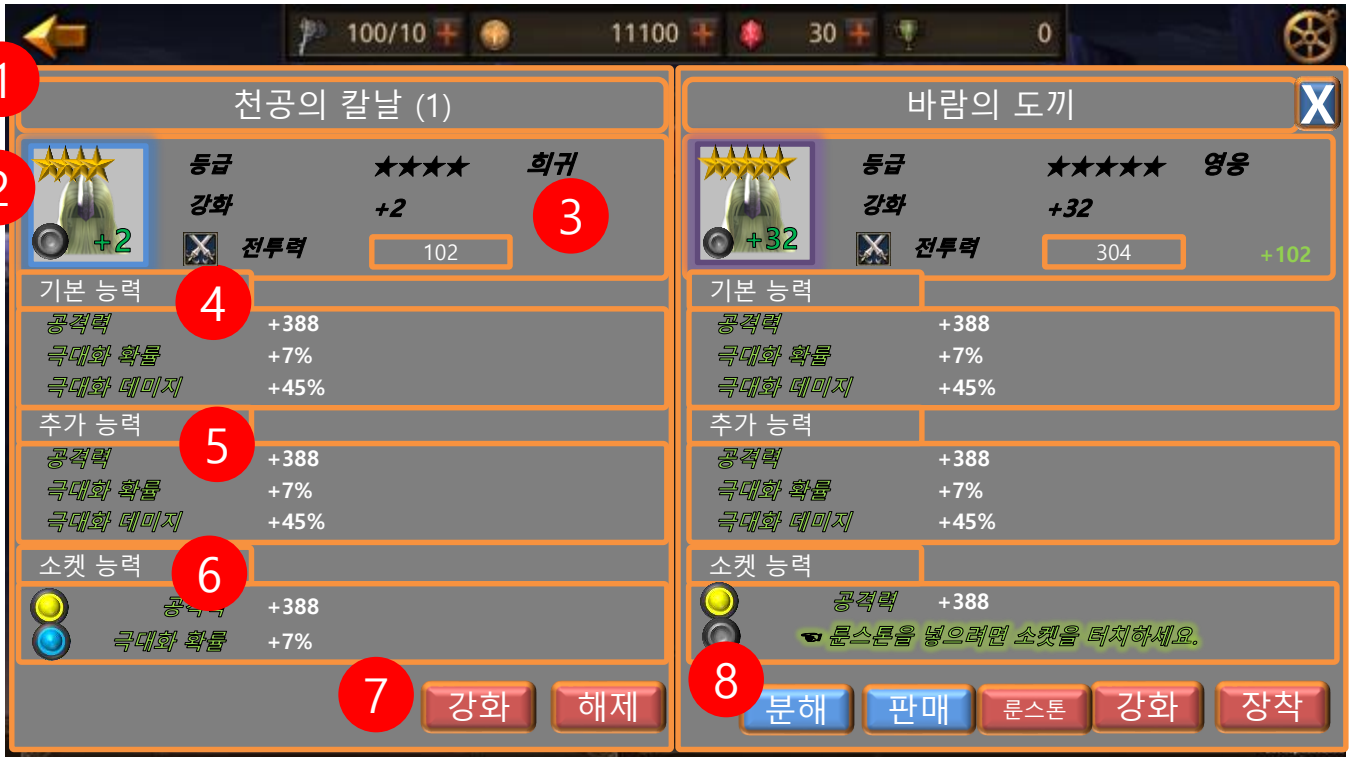 100/10
11100
30
0
1
천공의 칼날 (1)
바람의 도끼
X
2
+2
등급 ★★★★ 희귀
강화 +2
전투력 102
3
+32
등급 ★★★★★ 영웅
강화 +32
전투력 304 +102
기본 능력
4
공격력 +388
극대화 확률 +7%
극대화 데미지 +45%
추가 능력
5
공격력 +388
극대화 확률 +7%
극대화 데미지 +45%
소켓 능력
6
공격력 +388
극대화 확률 +7%
7
강화
해제
기본 능력
공격력 +388
극대화 확률 +7%
극대화 데미지 +45%
추가 능력
공격력 +388
극대화 확률 +7%
극대화 데미지 +45%
소켓 능력
공격력 +388
☜ 룬스톤을 넣으려면 소켓을 터치하세요.
8
분해
판매
룬스톤
강화
장착